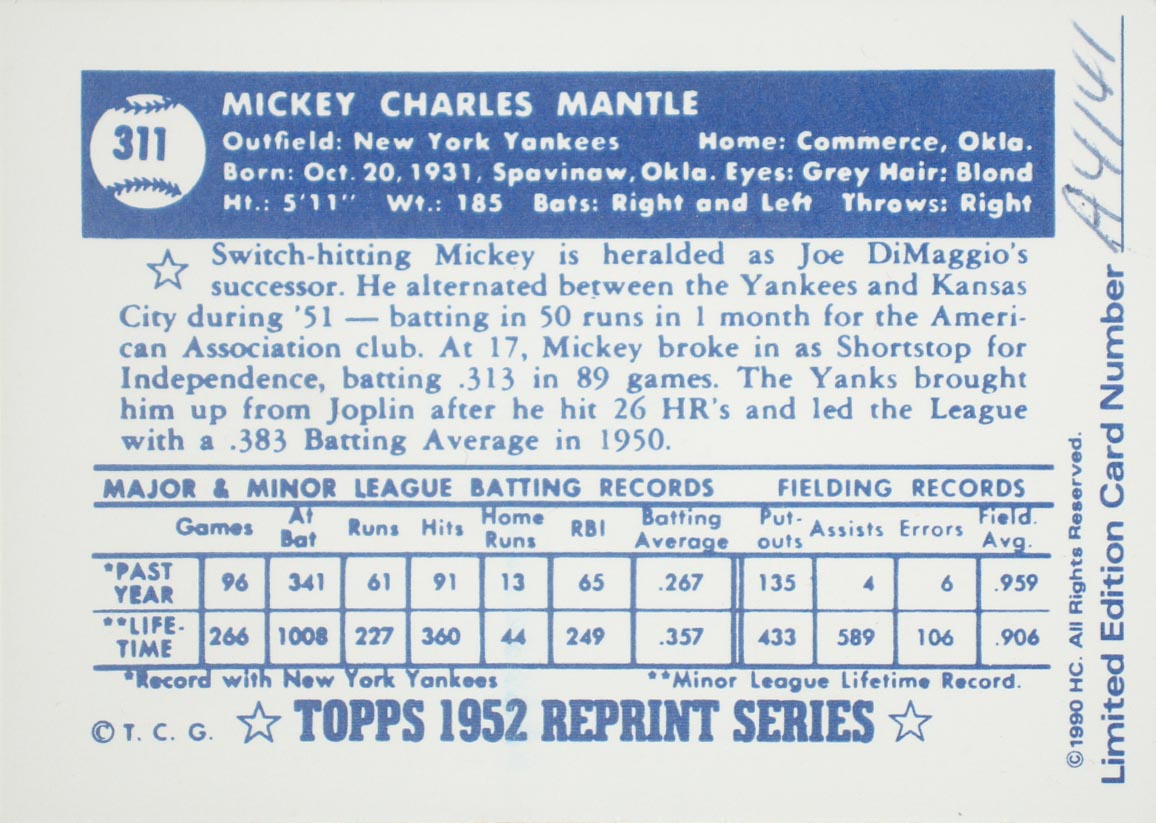 311
MICKEY CHARLES MANTLE
Outfield: New York Yankees Home: Commerce, Okla.
Born: Oct. 20, 1931, Spavinaw, Okla. Eyes: Grey Hair: Blond
Ht.: 5'11" Wt.: 185 Bats: Right and Left Throws: Right
Switch-hitting Mickey is heralded as Joe DiMaggio's
successor. He alternated between the Yankees and Kansas
City during '51 — batting in 50 runs in 1 month for the Ameri-
can Association club. At 17, Mickey broke in as Shortstop for
Independence, batting .313 in 89 games. The Yanks brought
him up from Joplin after he hit 26 HR's and led the League
with a .383 Batting Average in 1950.
MAJOR & MINOR LEAGUE BATTING RECORDS FIELDING RECORDS
Games At Bat Runs Hits Home Runs RBI Batting Average Put-outs Assists Errors Field. Avg.
*PAST YEAR 96 341 61 91 13 65 .267 135 4 6 .959
**LIFE-TIME 266 1008 227 360 44 249 .357 433 589 106 .906
*Record with New York Yankees **Minor League Lifetime Record.
© T. C. G. ☆ TOPPS 1952 REPRINT SERIES ☆
©1990 HC. All Rights Reserved.
Limited Edition Card Number A44141